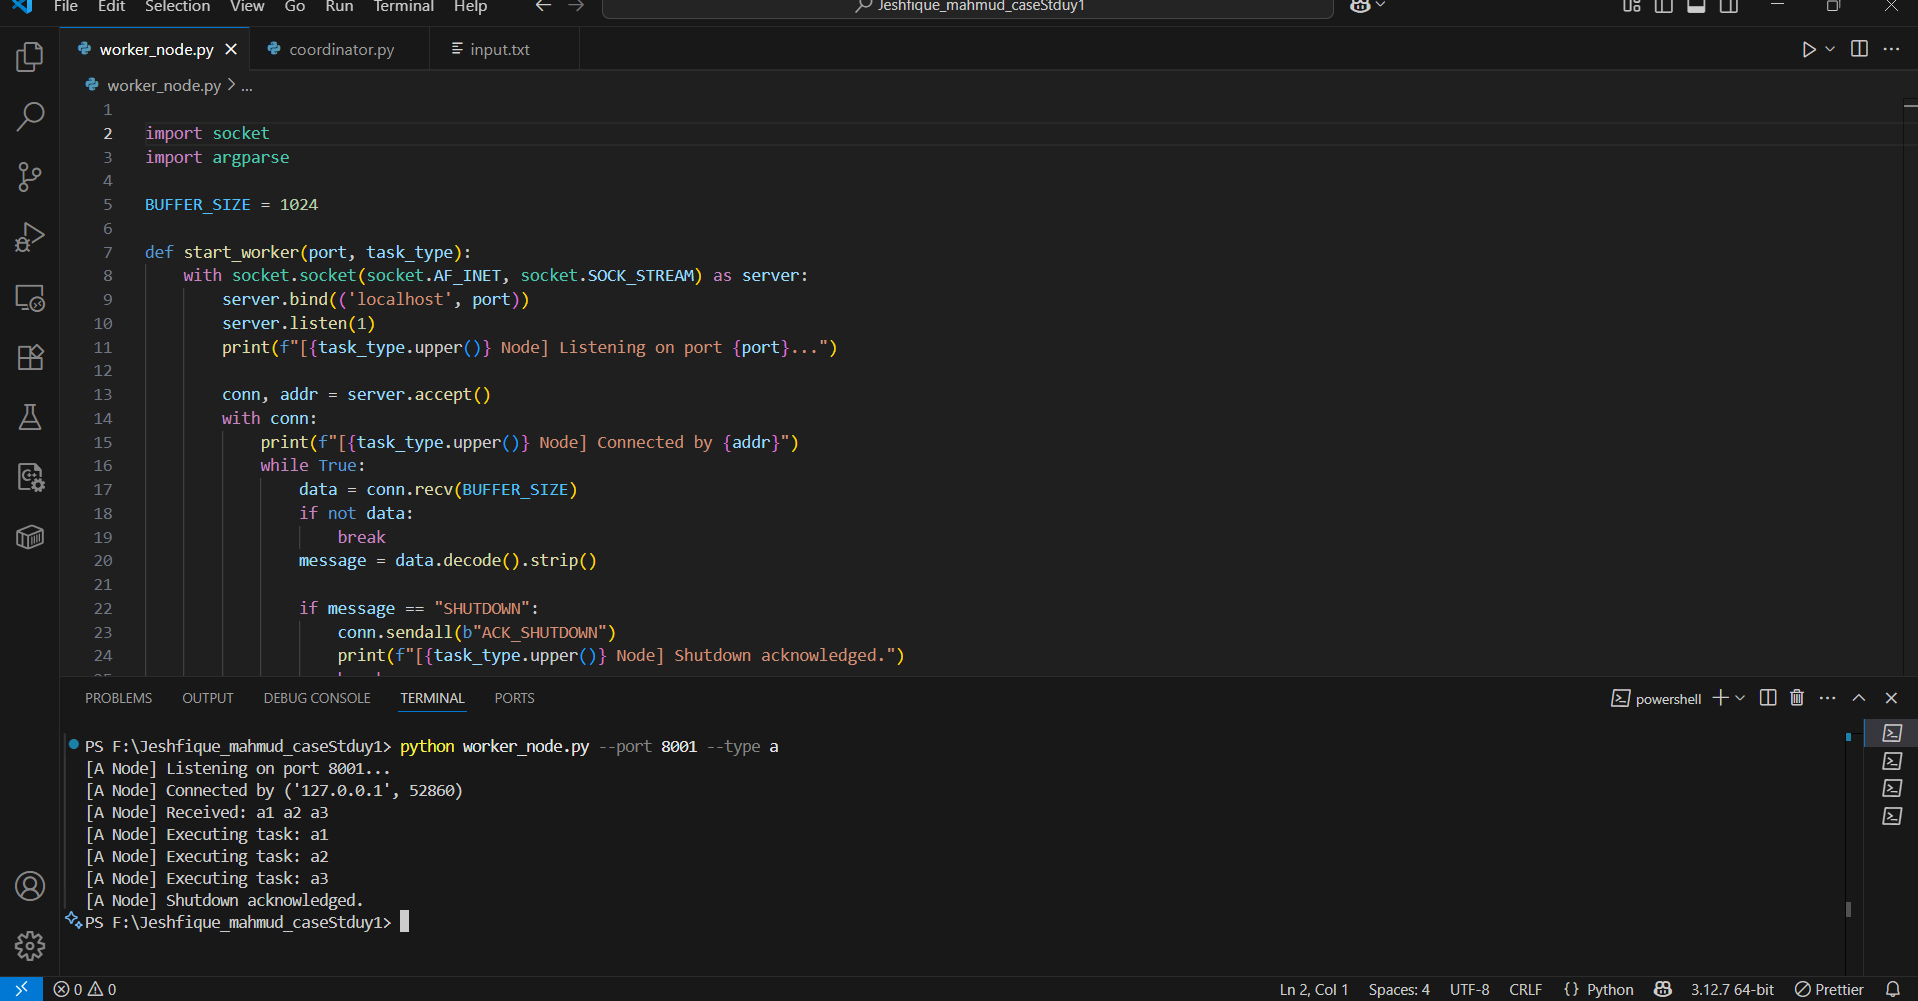 File Edit Selection View Go Run Terminal Help
Jeshfique_mahmud_caseStduy1
worker_node.py
coordinator.py
input.txt
worker_node.py > ...
1
2 import socket
3 import argparse
4
5 BUFFER_SIZE = 1024
6
7 def start_worker(port, task_type):
8 with socket.socket(socket.AF_INET, socket.SOCK_STREAM) as server:
9 server.bind(('localhost', port))
10 server.listen(1)
11 print(f"[{task_type.upper()} Node] Listening on port {port}...")
12
13 conn, addr = server.accept()
14 with conn:
15 print(f"[{task_type.upper()} Node] Connected by {addr}")
16 while True:
17 data = conn.recv(BUFFER_SIZE)
18 if not data:
19 break
20 message = data.decode().strip()
21
22 if message == "SHUTDOWN":
23 conn.sendall(b"ACK_SHUTDOWN")
24 print(f"[{task_type.upper()} Node] Shutdown acknowledged.")
PROBLEMS OUTPUT DEBUG CONSOLE TERMINAL PORTS
powershell
PS F:\Jeshfique_mahmud_caseStduy1> python worker_node.py --port 8001 --type a
[A Node] Listening on port 8001...
[A Node] Connected by ('127.0.0.1', 52860)
[A Node] Received: a1 a2 a3
[A Node] Executing task: a1
[A Node] Executing task: a2
[A Node] Executing task: a3
[A Node] Shutdown acknowledged.
PS F:\Jeshfique_mahmud_caseStduy1>
0 0
Ln 2, Col 1 Spaces: 4 UTF-8 CRLF {} Python 3.12.7 64-bit Prettier